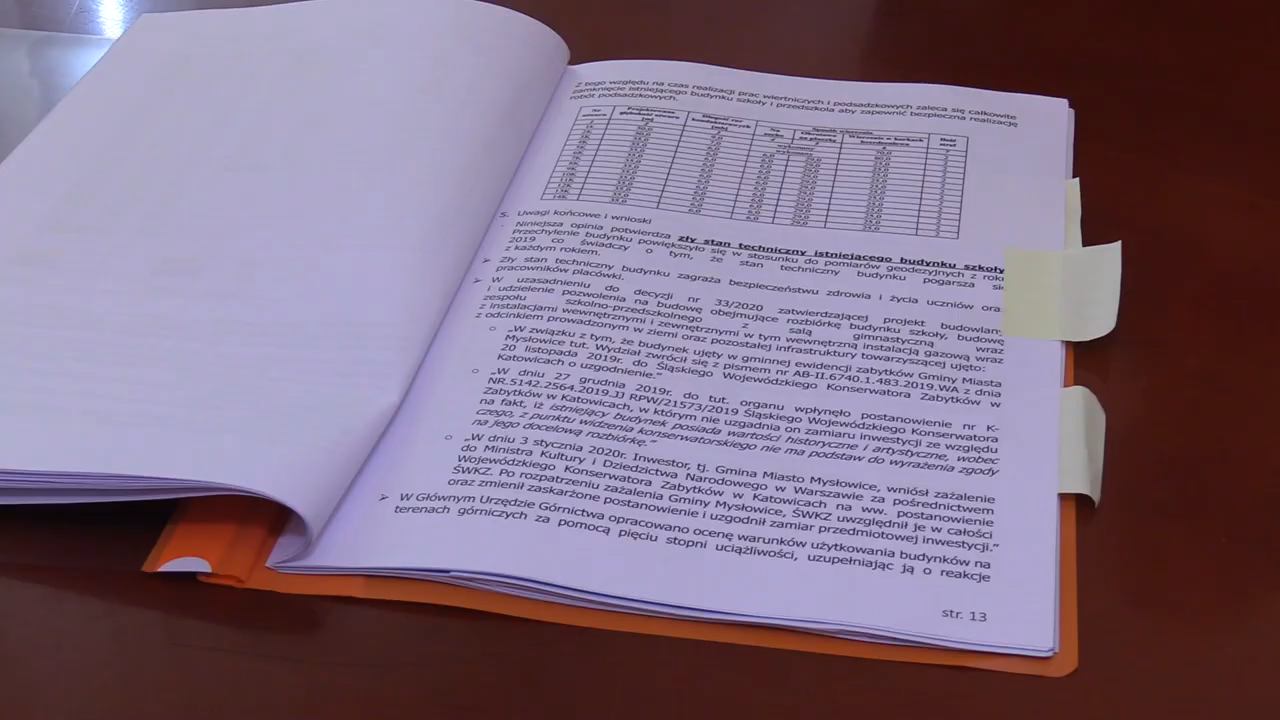 Z tego względu na czas realizacji prac wiertniczych i podsadzkowych zaleca się całkowite
zamknięcie istniejącego budynku szkoły i przedszkola aby zapewnić bezpieczną realizację
robót podsadzkowych.
5. Uwagi końcowe i wnioski
Niniejsza opinia potwierdza zły stan techniczny istniejącego budynku szkoły
Przechylenie budynku powiększyło się w stosunku do pomiarów geodezyjnych z roku
2019 co świadczy o tym, że stan techniczny budynku pogarsza się
z każdym rokiem.
➢ Zły stan techniczny budynku zagraża bezpieczeństwu zdrowia i życia uczniów oraz
pracowników placówki.
➢ W uzasadnieniu do decyzji nr 33/2020 zatwierdzającej projekt budowlany
i udzielenie pozwolenia na budowę obejmujące rozbiórkę budynku szkoły, budowę
zespołu szkolno-przedszkolnego z salą gimnastyczną wraz
z instalacjami wewnętrznymi i zewnętrznymi w tym wewnętrzną instalacją gazową wraz
z odcinkiem prowadzonym w ziemi oraz pozostałej infrastruktury towarzyszącej ujęto:
○ „W związku z tym, że budynek ujęty w gminnej ewidencji zabytków Gminy Miasta
Mysłowice tut. Wydział zwrócił się z pismem nr AB-II.6740.1.483.2019.WA z dnia
20 listopada 2019r. do Śląskiego Wojewódzkiego Konserwatora Zabytków w
Katowicach o uzgodnienie."
○ „W dniu 27 grudnia 2019r. do tut. organu wpłynęło postanowienie nr K-
NR.5142.2564.2019.JJ RPW/21573/2019 Śląskiego Wojewódzkiego Konserwatora
Zabytków w Katowicach, w którym nie uzgadnia on zamiaru inwestycji ze względu
na fakt, iż istniejący budynek posiada wartości historyczne i artystyczne, wobec
czego, z punktu widzenia konserwatorskiego nie ma podstaw do wyrażenia zgody
na jego docelową rozbiórkę."
○ „W dniu 3 stycznia 2020r. Inwestor, tj. Gmina Miasto Mysłowice, wniósł zażalenie
do Ministra Kultury i Dziedzictwa Narodowego w Warszawie za pośrednictwem
Wojewódzkiego Konserwatora Zabytków w Katowicach na ww. postanowienie
ŚWKZ. Po rozpatrzeniu zażalenia Gminy Mysłowice, ŚWKZ uwzględnił je w całości
oraz zmienił zaskarżone postanowienie i uzgodnił zamiar przedmiotowej inwestycji."
➢ W Głównym Urzędzie Górnictwa opracowano ocenę warunków użytkowania budynków na
terenach górniczych za pomocą pięciu stopni uciążliwości, uzupełniając ją o reakcje
str. 13